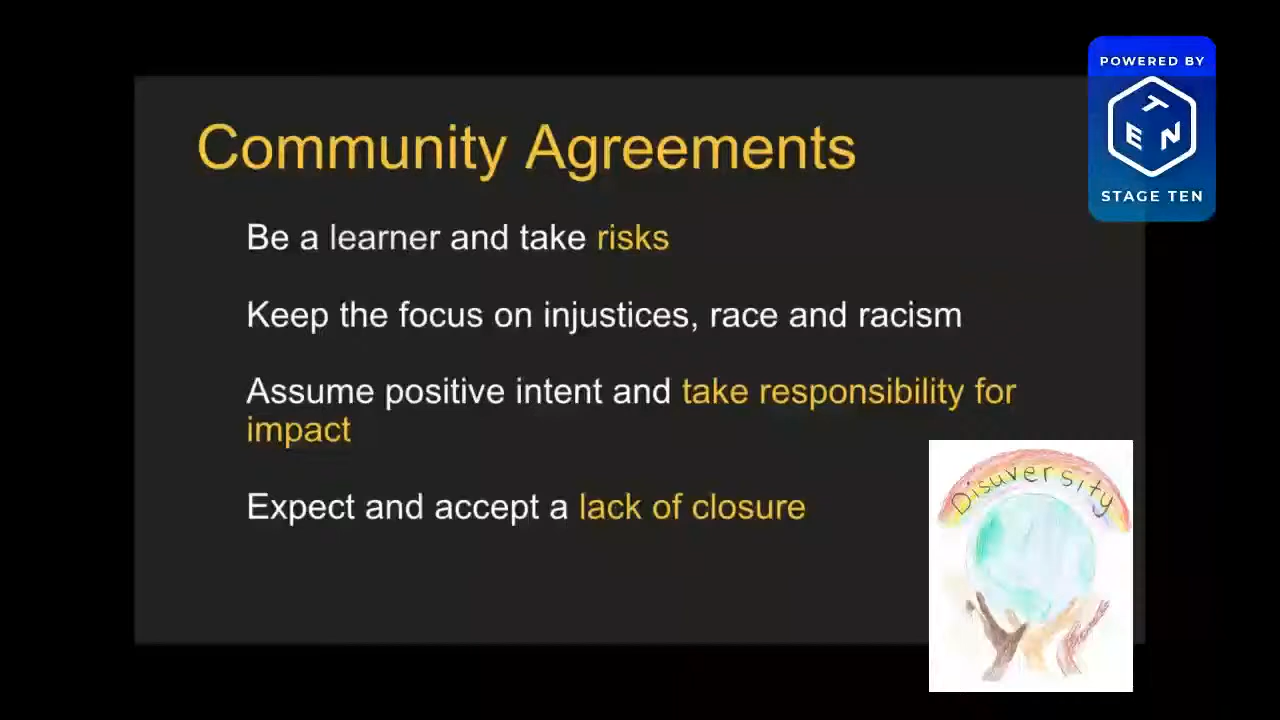 Community Agreements
Be a learner and take risks
Keep the focus on injustices, race and racism
Assume positive intent and take responsibility for
impact
Expect and accept a lack of closure
POWERED BY
TEN
STAGE TEN
Disuversity